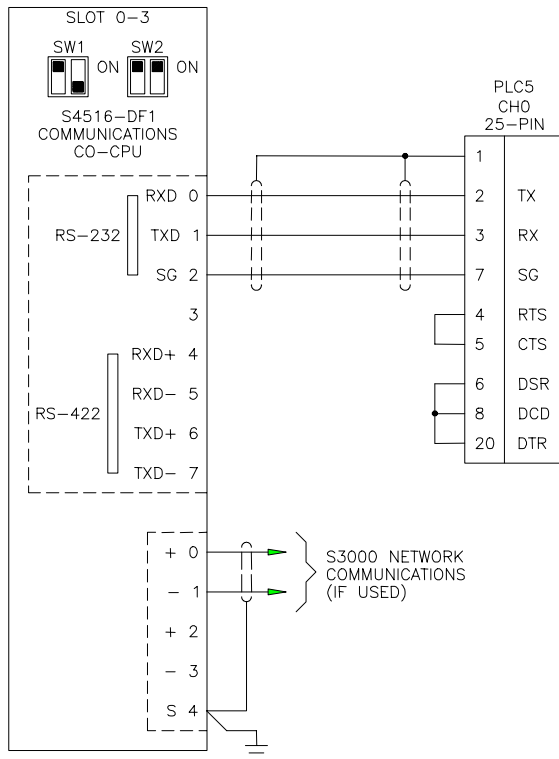 SLOT 0-3
SW1 ON SW2 ON
S4516-DF1
COMMUNICATIONS
CO-CPU
RS-232
RXD 0
TXD 1
SG 2
3
RS-422
RXD+ 4
RXD- 5
TXD+ 6
TXD- 7
+ 0
- 1
+ 2
- 3
S 4
S3000 NETWORK
COMMUNICATIONS
(IF USED)
PLC5
CH0
25-PIN
1
2 TX
3 RX
7 SG
4 RTS
5 CTS
6 DSR
8 DCD
20 DTR